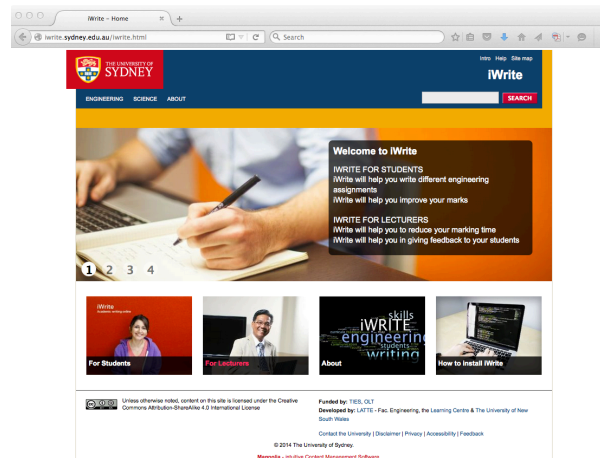 iWrite - Home
iwrite.sydney.edu.au/iwrite.html
Search
Intro Help Site map
THE UNIVERSITY OF
SYDNEY
iWrite
ENGINEERING SCIENCE ABOUT
SEARCH
Welcome to iWrite
IWRITE FOR STUDENTS
iWrite will help you write different engineering
assignments
iWrite will help you improve your marks
IWRITE FOR LECTURERS
iWrite will help you to reduce your marking time
iWrite will help you in giving feedback to your students
1 2 3 4
iWrite
Academic writing online
For Students
For Lecturers
skills
iWRITE
engineering
students
writing
About
How to install iWrite
Unless otherwise noted, content on this site is licensed under the Creative
Commons Attribution-ShareAlike 4.0 International License
Funded by: TIES, OLT
Developed by: LATTE - Fac. Engineering, the Learning Centre & The University of New
South Wales
Contact the University | Disclaimer | Privacy | Accessibility | Feedback
© 2014 The University of Sydney.
Magnolia - intuitive Content Management Software